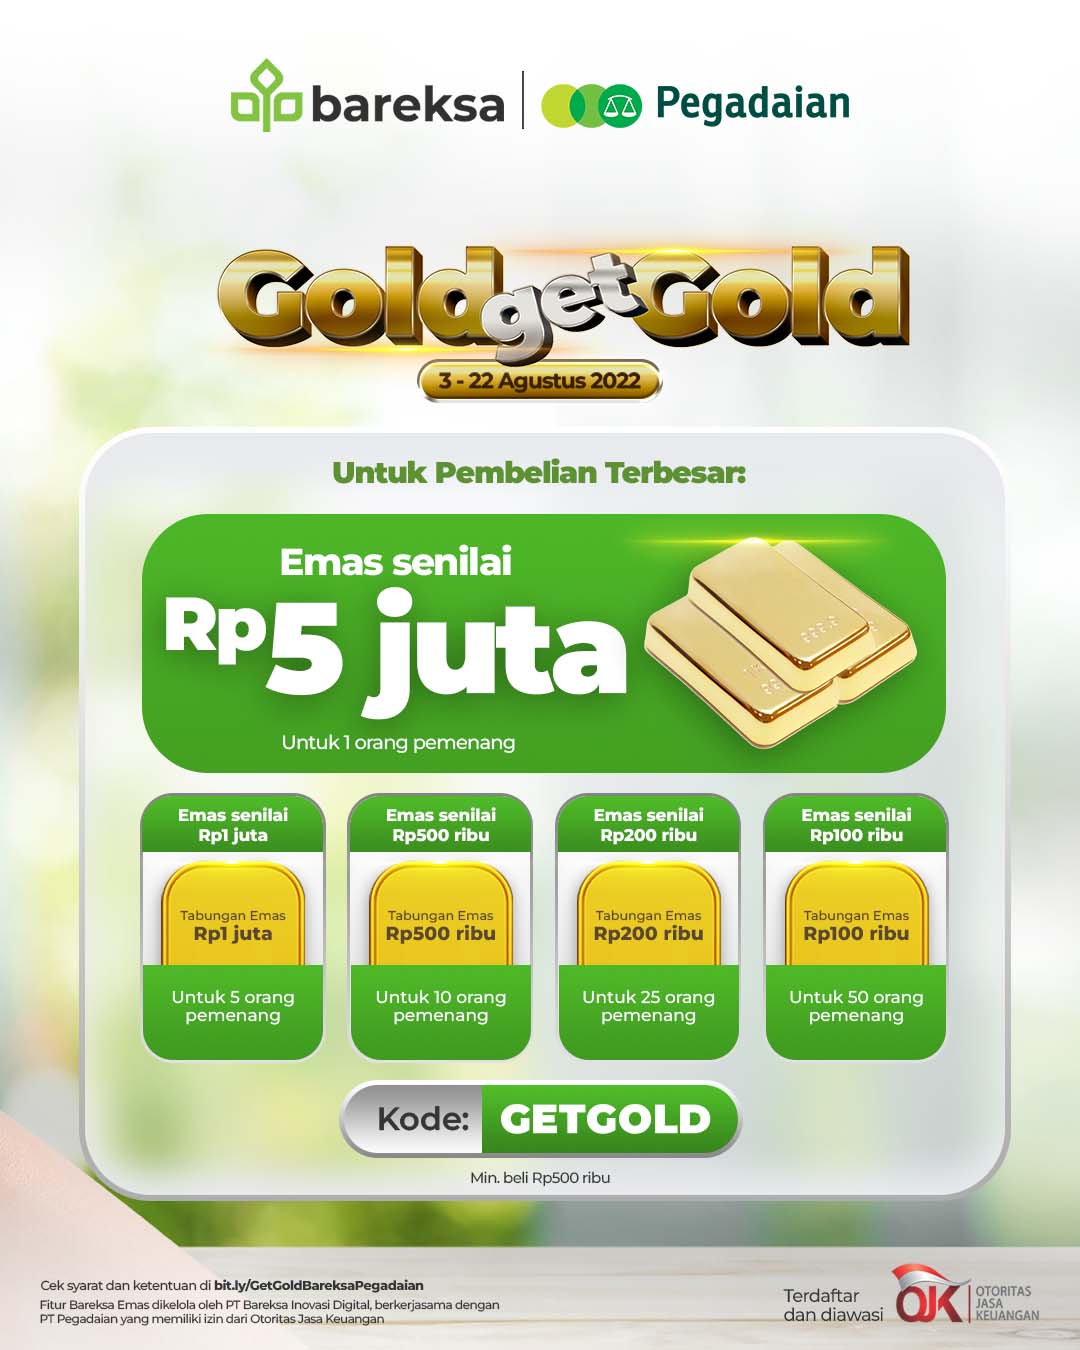 bareksa
Pegadaian
Gold get Gold
3 - 22 Agustus 2022
Untuk Pembelian Terbesar:
Emas senilai
Rp5 juta
Untuk 1 orang pemenang
Emas senilai
Rp1 juta
Tabungan Emas
Rp1 juta
Untuk 5 orang
pemenang
Emas senilai
Rp500 ribu
Tabungan Emas
Rp500 ribu
Untuk 10 orang
pemenang
Emas senilai
Rp200 ribu
Tabungan Emas
Rp200 ribu
Untuk 25 orang
pemenang
Emas senilai
Rp100 ribu
Tabungan Emas
Rp100 ribu
Untuk 50 orang
pemenang
Kode: GETGOLD
Min. beli Rp500 ribu
Cek syarat dan ketentuan di bit.ly/GetGoldBareksaPegadaian
Fitur Bareksa Emas dikelola oleh PT Bareksa Inovasi Digital, berkerjasama dengan
PT Pegadaian yang memiliki izin dari Otoritas Jasa Keuangan
Terdaftar
dan diawasi
OJK
OTORITAS
JASA
KEUANGAN